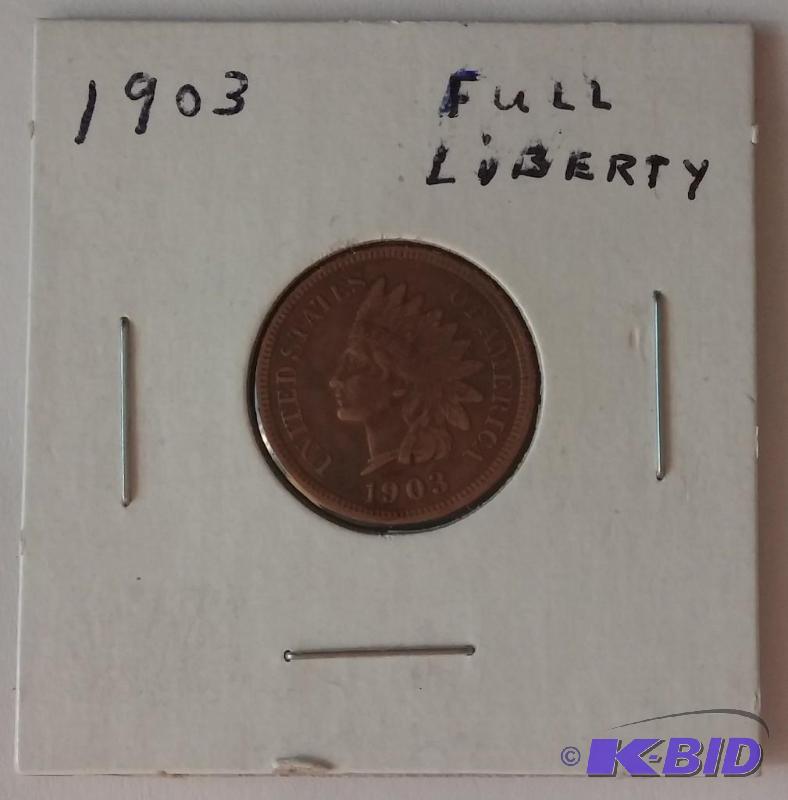 1903 FULL
LIBERTY
UNITED STATES OF AMERICA
1903
© K-BID